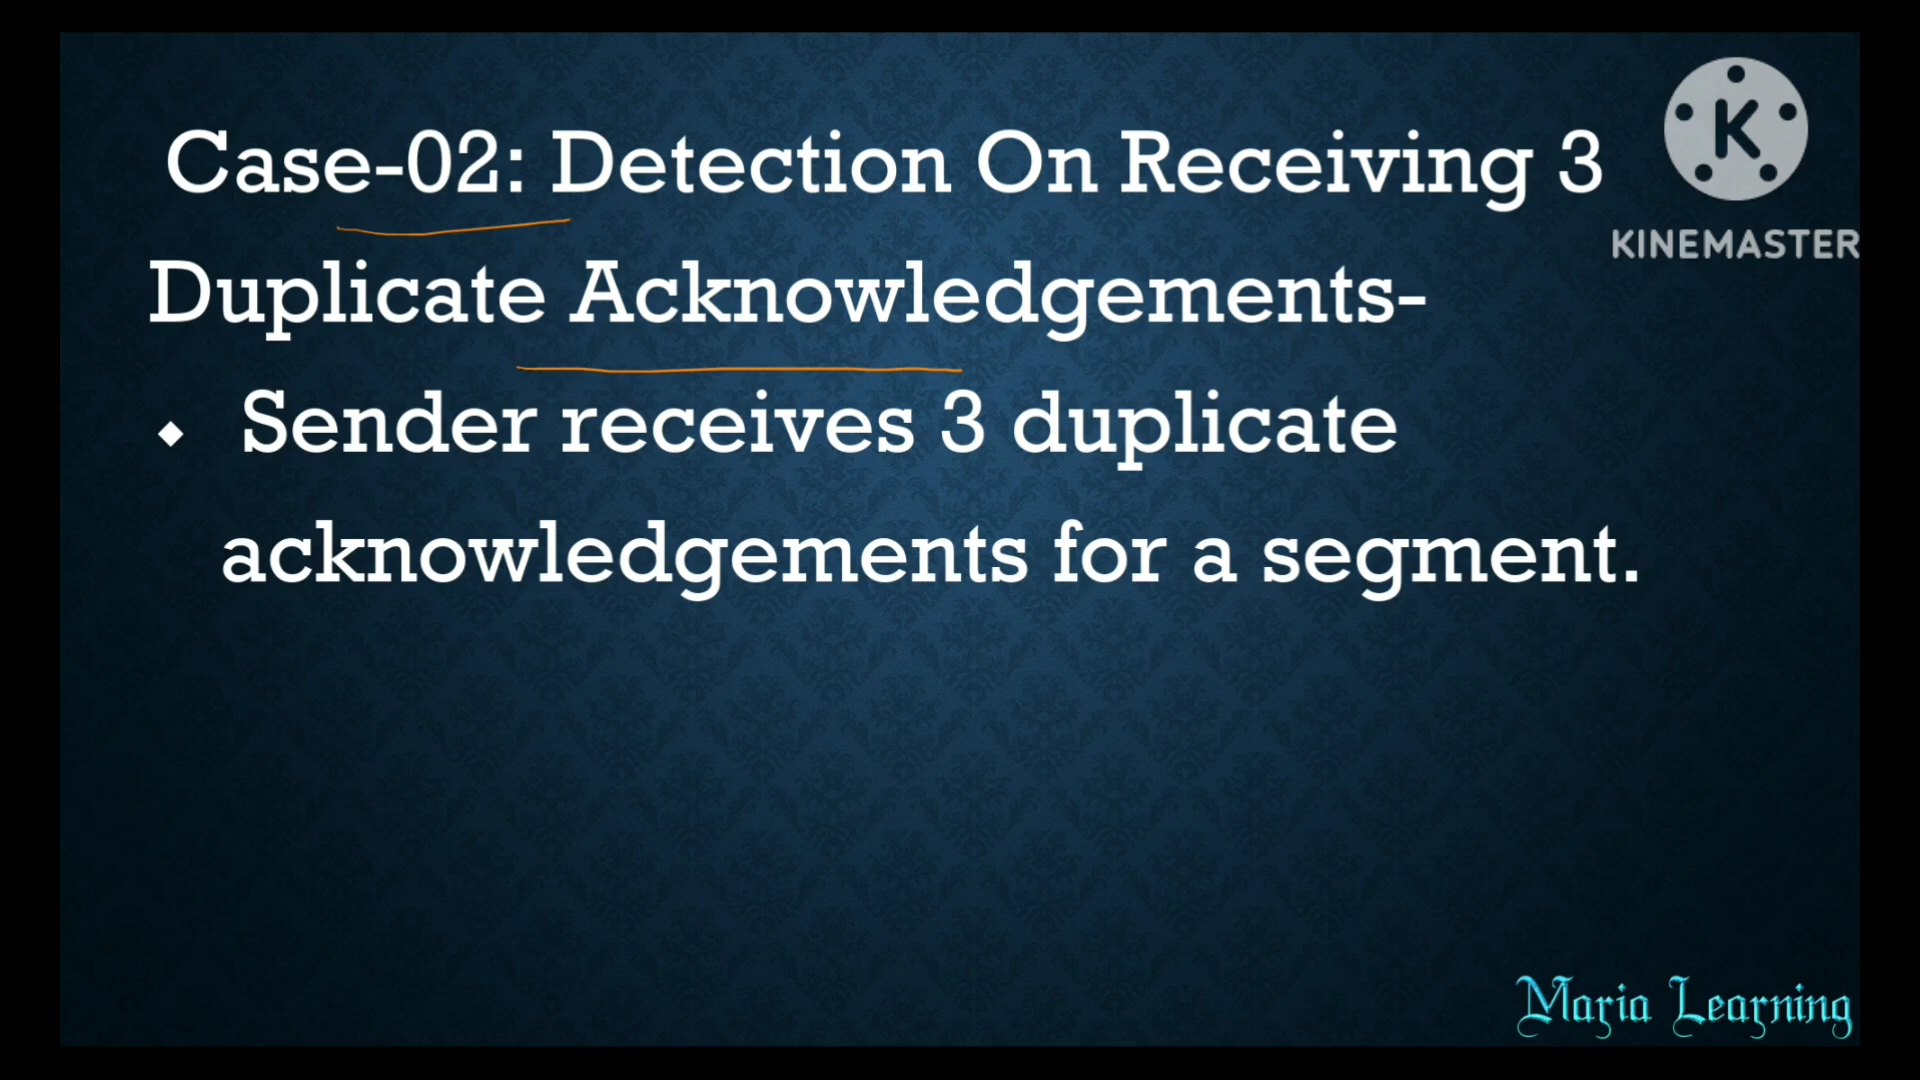 Case-02: Detection On Receiving 3
Duplicate Acknowledgements-
◆ Sender receives 3 duplicate
acknowledgements for a segment.
K
KINEMASTER
Maria Learning